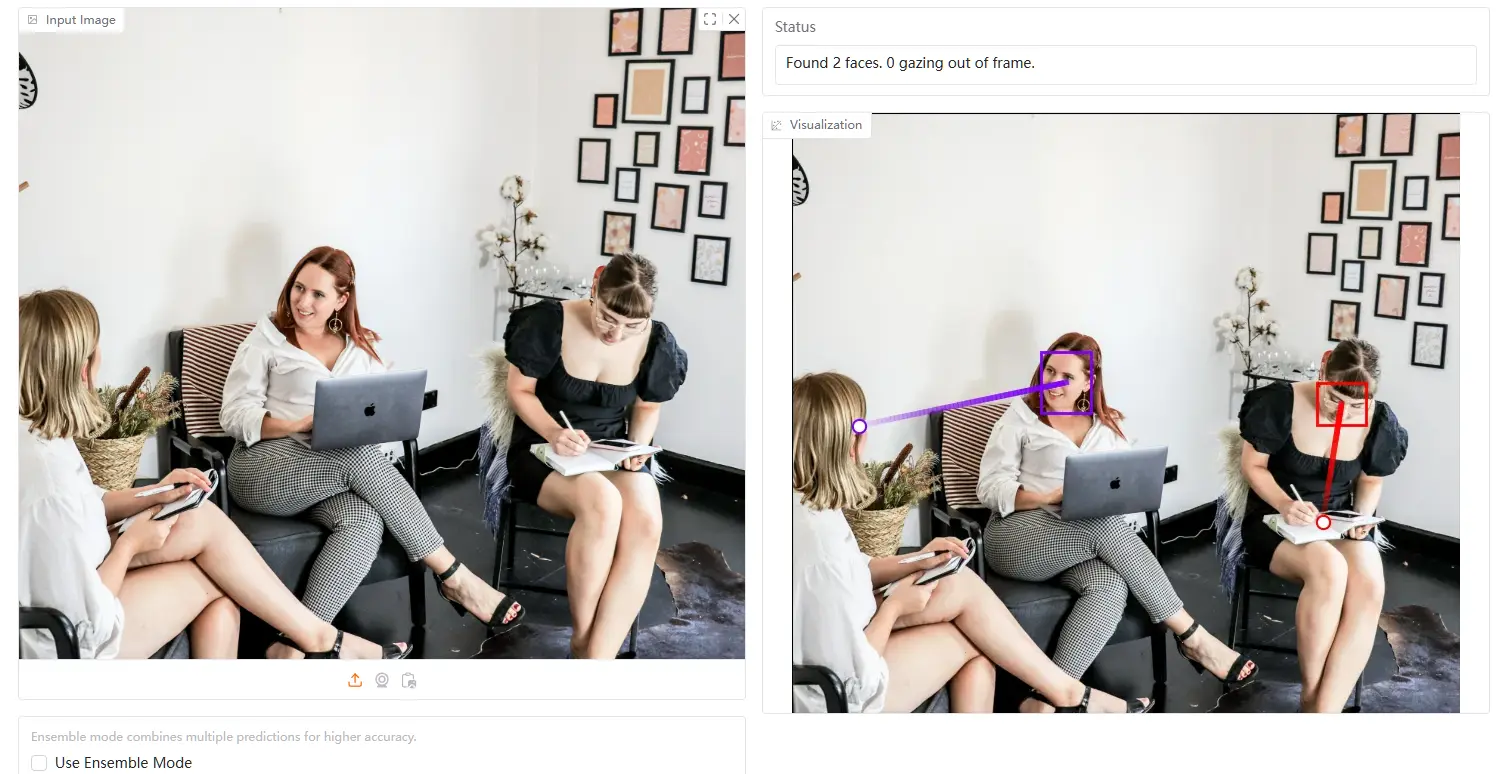 Input Image
Status
Found 2 faces. 0 gazing out of frame.
Visualization
Ensemble mode combines multiple predictions for higher accuracy.
Use Ensemble Mode